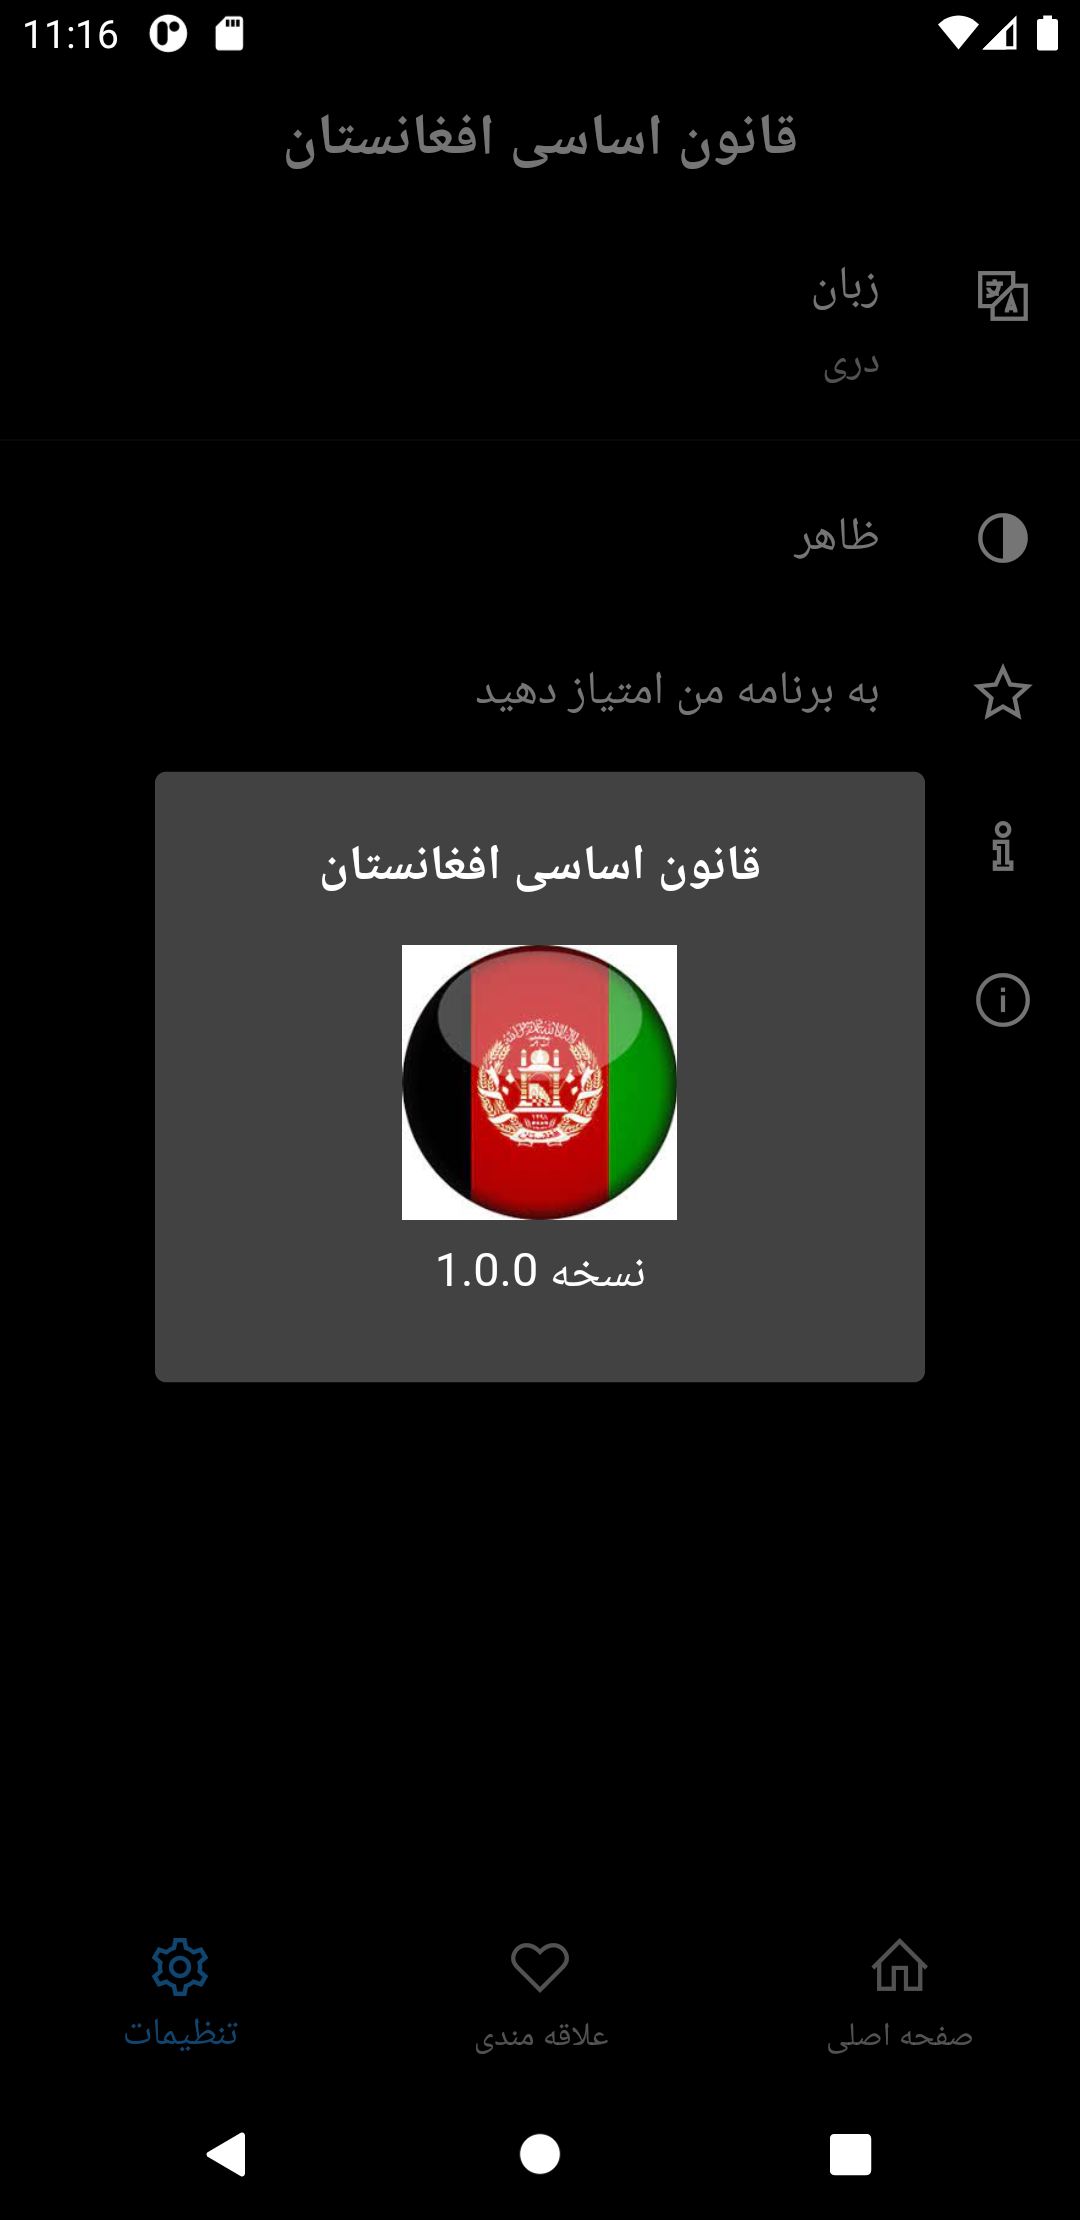 11:16
قانون اساسی افغانستان
زبان
دری
ظاهر
به برنامه من امتیاز دهید
قانون اساسی افغانستان
نسخه 1.0.0
صفحه اصلی
علاقه مندی
تنظیمات